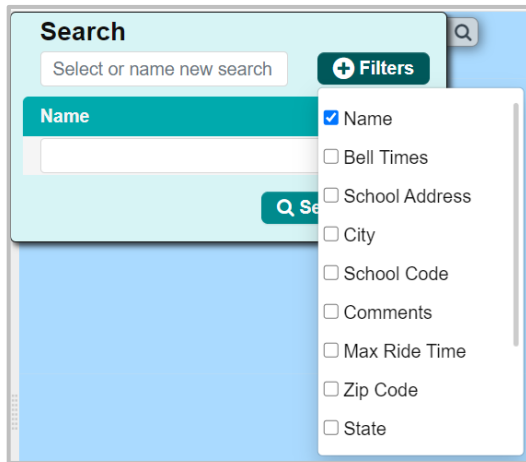 Search
Select or name new search
Filters
Name
Name
Bell Times
School Address
City
School Code
Comments
Max Ride Time
Zip Code
State